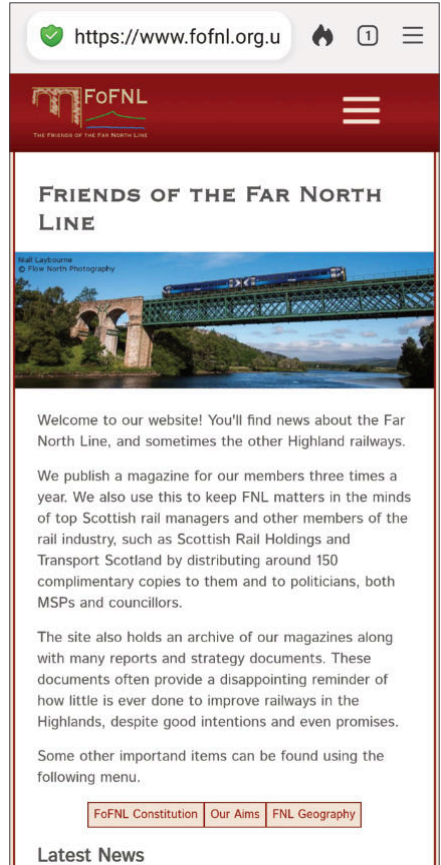 https://www.fofnl.org.u
1
FoFNL
The Friends of the Far North Line
Friends of the Far North
Line
Niall Laybourne
© Flow North Photography
Welcome to our website! You'll find news about the Far
North Line, and sometimes the other Highland railways.
We publish a magazine for our members three times a
year. We also use this to keep FNL matters in the minds
of top Scottish rail managers and other members of the
rail industry, such as Scottish Rail Holdings and
Transport Scotland by distributing around 150
complimentary copies to them and to politicians, both
MSPs and councillors.
The site also holds an archive of our magazines along
with many reports and strategy documents. These
documents often provide a disappointing reminder of
how little is ever done to improve railways in the
Highlands, despite good intentions and even promises.
Some other importand items can be found using the
following menu.
FoFNL Constitution Our Aims FNL Geography
Latest News